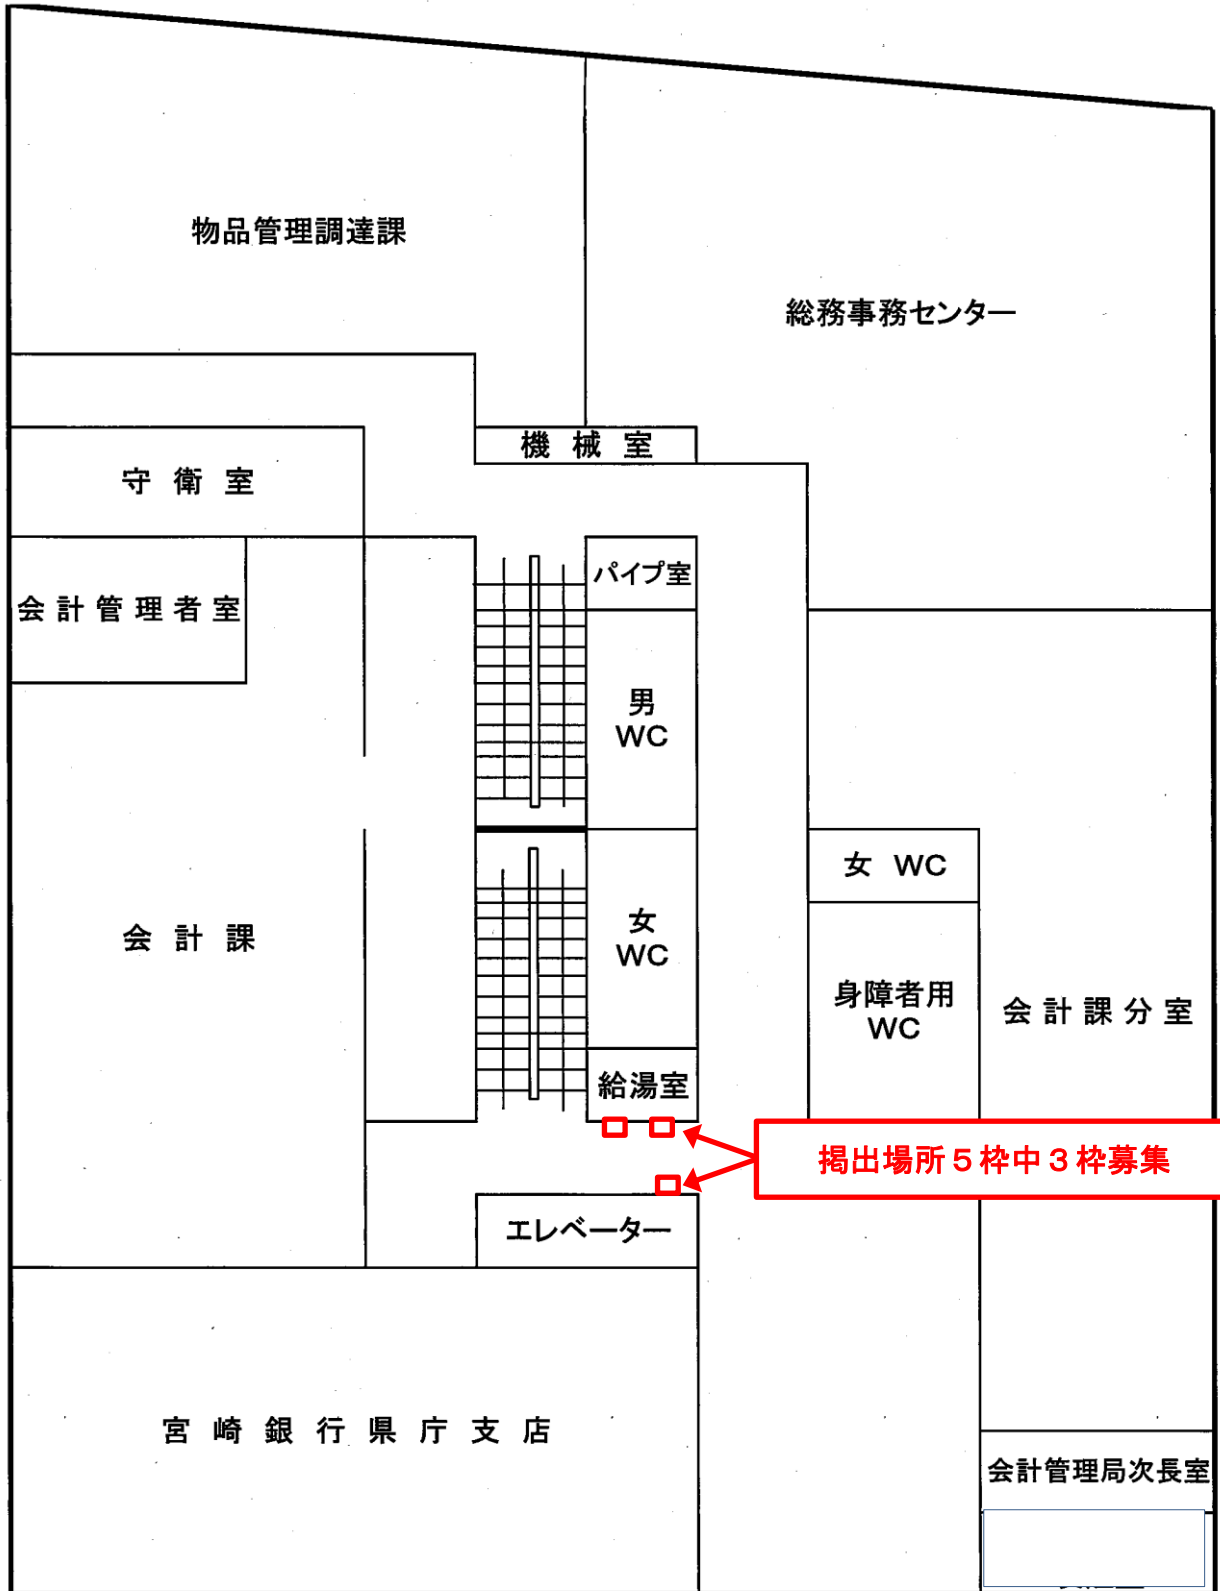 物品管理調達課
総務事務センター
機械室
守衛室
パイプ室
会計管理者室
男
WC
女 WC
会計課
女
WC
身障者用
WC
会計課分室
給湯室
掲出場所５枠中３枠募集
エレベーター
宮崎銀行県庁支店
会計管理局次長室